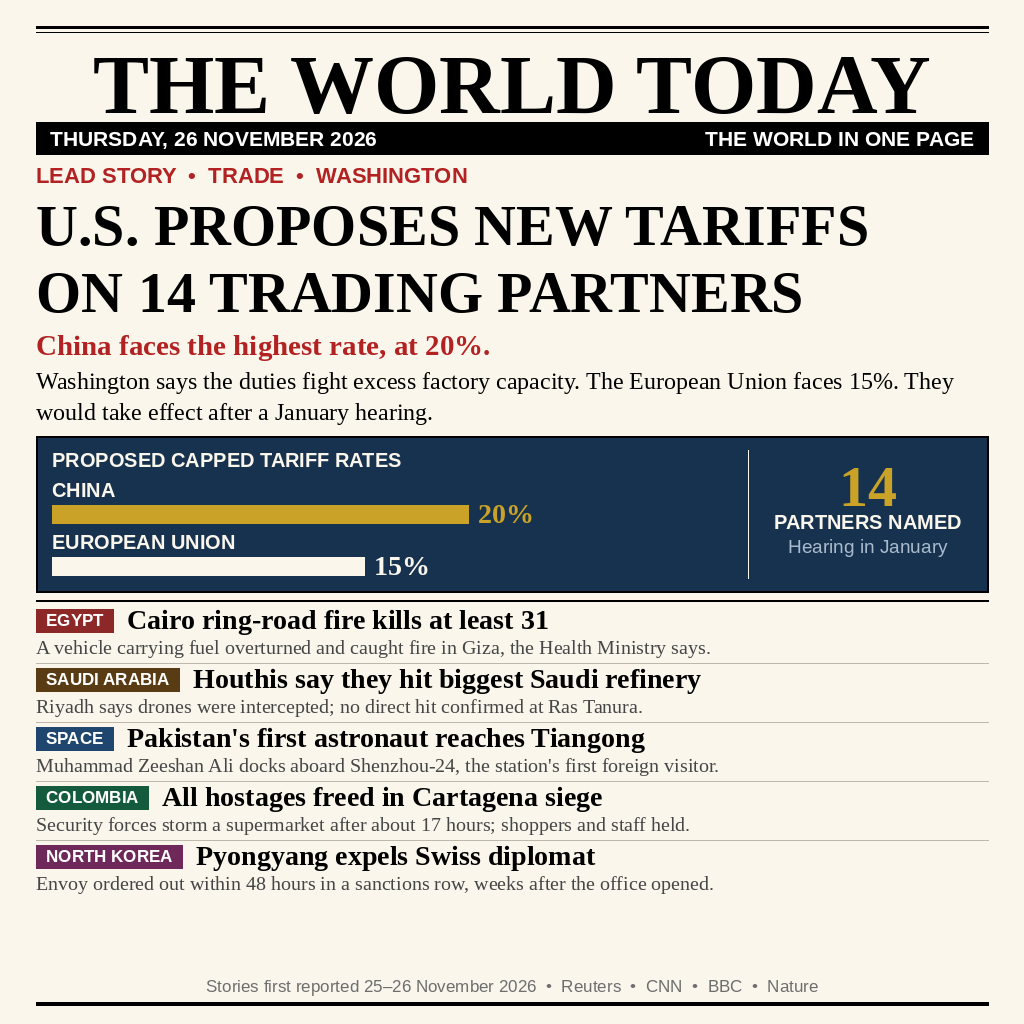 THE WORLD TODAY
THURSDAY, 26 NOVEMBER 2026
THE WORLD IN ONE PAGE
LEAD STORY • TRADE • WASHINGTON
U.S. PROPOSES NEW TARIFFS
ON 14 TRADING PARTNERS
China faces the highest rate, at 20%.
Washington says the duties fight excess factory capacity. The European Union faces 15%. They
would take effect after a January hearing.
PROPOSED CAPPED TARIFF RATES
CHINA
20%
EUROPEAN UNION
15%
14
PARTNERS NAMED
Hearing in January
EGYPT Cairo ring-road fire kills at least 31
A vehicle carrying fuel overturned and caught fire in Giza, the Health Ministry says.
SAUDI ARABIA Houthis say they hit biggest Saudi refinery
Riyadh says drones were intercepted; no direct hit confirmed at Ras Tanura.
SPACE Pakistan's first astronaut reaches Tiangong
Muhammad Zeeshan Ali docks aboard Shenzhou-24, the station's first foreign visitor.
COLOMBIA All hostages freed in Cartagena siege
Security forces storm a supermarket after about 17 hours; shoppers and staff held.
NORTH KOREA Pyongyang expels Swiss diplomat
Envoy ordered out within 48 hours in a sanctions row, weeks after the office opened.
Stories first reported 25–26 November 2026 • Reuters • CNN • BBC • Nature